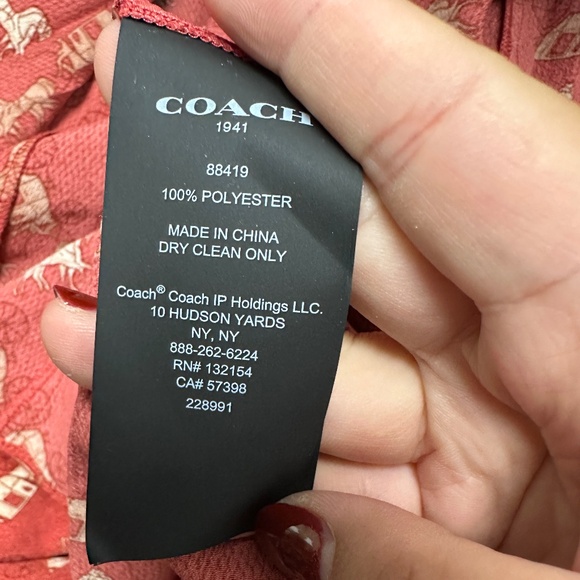 COACH
1941
88419
100% POLYESTER
MADE IN CHINA
DRY CLEAN ONLY
Coach® Coach IP Holdings LLC.
10 HUDSON YARDS
NY, NY
888-262-6224
RN# 132154
CA# 57398
228991